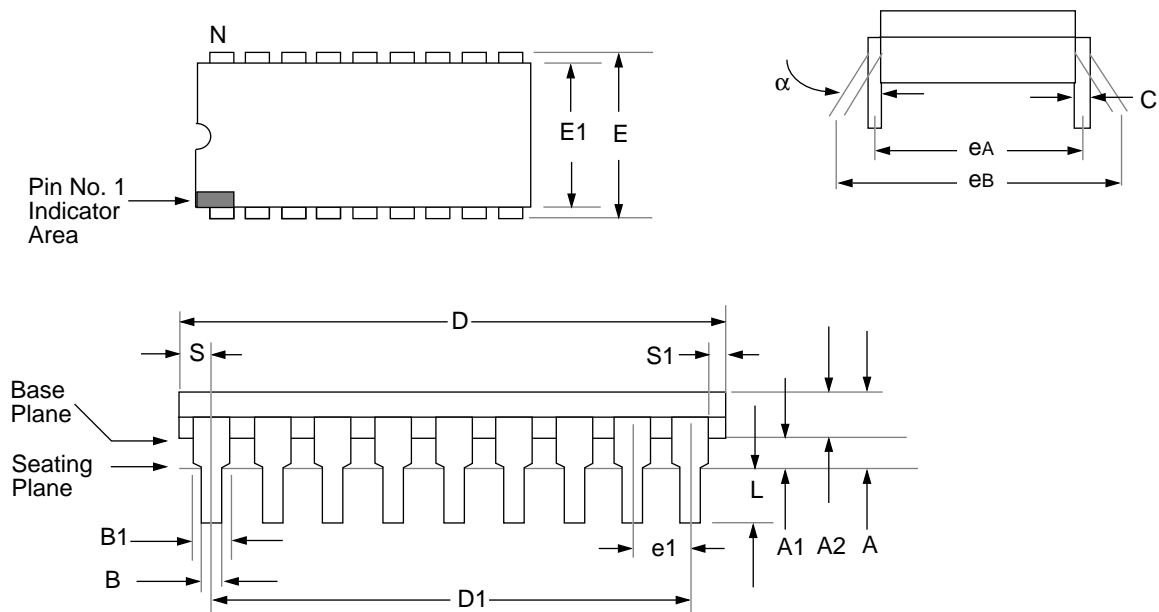 N
E1
E
Pin No. 1
Indicator
Area
α
C
eA
eB
D
S
S1
Base
Plane
Seating
Plane
L
B1
e1
A1
A2
A
B
D1